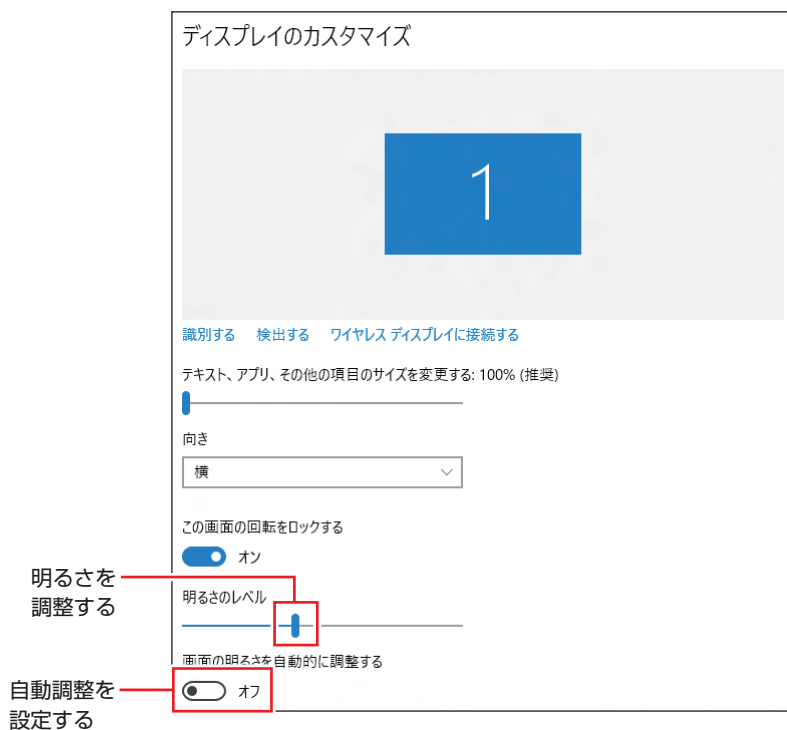 ディスプレイのカスタマイズ
1
識別する 検出する ワイヤレス ディスプレイに接続する
テキスト、アプリ、その他の項目のサイズを変更する: 100% (推奨)
向き
横
この画面の回転をロックする
オン
明るさを
調整する
明るさのレベル
画面の明るさを自動的に調整する
オフ
自動調整を
設定する